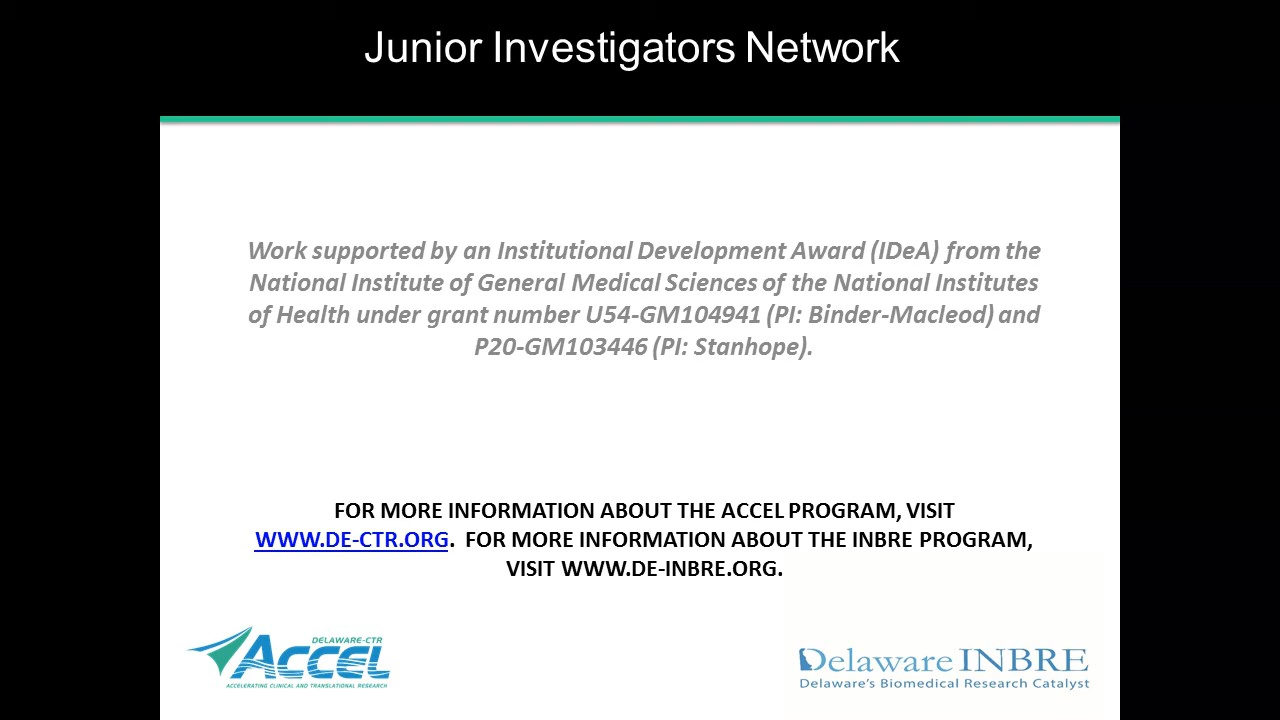 Junior Investigators Network
Work supported by an Institutional Development Award (IDeA) from the
National Institute of General Medical Sciences of the National Institutes
of Health under grant number U54-GM104941 (PI: Binder-Macleod) and
P20-GM103446 (PI: Stanhope).
FOR MORE INFORMATION ABOUT THE ACCEL PROGRAM, VISIT
WWW.DE-CTR.ORG. FOR MORE INFORMATION ABOUT THE INBRE PROGRAM,
VISIT WWW.DE-INBRE.ORG.
DELAWARE-CTR
ACCEL
ACCELERATING CLINICAL AND TRANSLATIONAL RESEARCH
Delaware INBRE
Delaware's Biomedical Research Catalyst